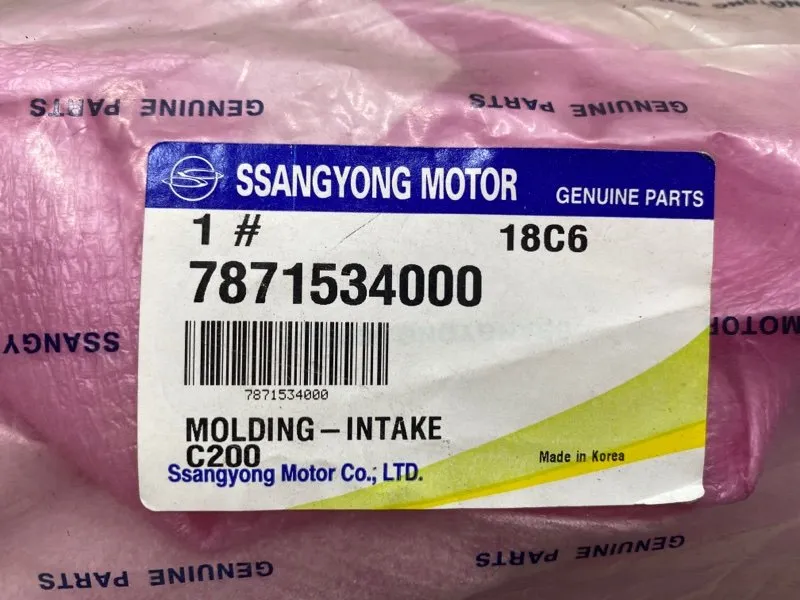 NGYONG
GENUINE PARTS
GENUINE PARTS
SSANGYONG MOTOR
GENUINE PARTS
1 #
18C6
7871534000
7871534000
MOLDING-INTAKE
C200
Made in Korea
Ssangyong Motor Co., LTD.
SSANGY
MOTOR
GENUINE PARTS
GENUINE PARTS